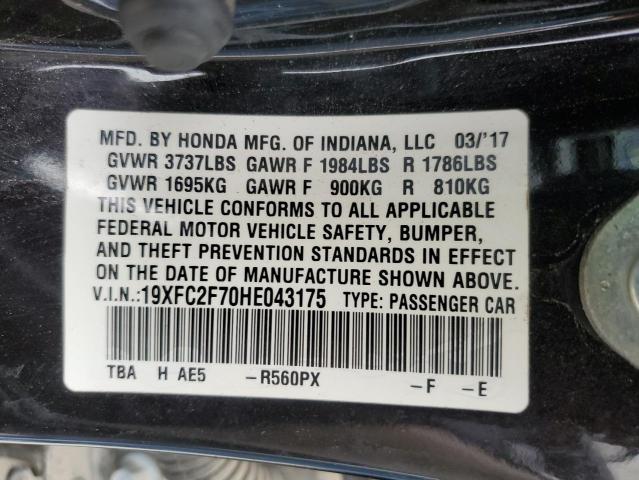 MFD. BY HONDA MFG. OF INDIANA, LLC 03/'17
GVWR 3737LBS GAWR F 1984LBS R 1786LBS
GVWR 1695KG GAWR F 900KG R 810KG
THIS VEHICLE CONFORMS TO ALL APPLICABLE
FEDERAL MOTOR VEHICLE SAFETY, BUMPER,
AND THEFT PREVENTION STANDARDS IN EFFECT
ON THE DATE OF MANUFACTURE SHOWN ABOVE.
V.I.N.:19XFC2F70HE043175 TYPE: PASSENGER CAR
TBA H AE5 -R560PX -F -E